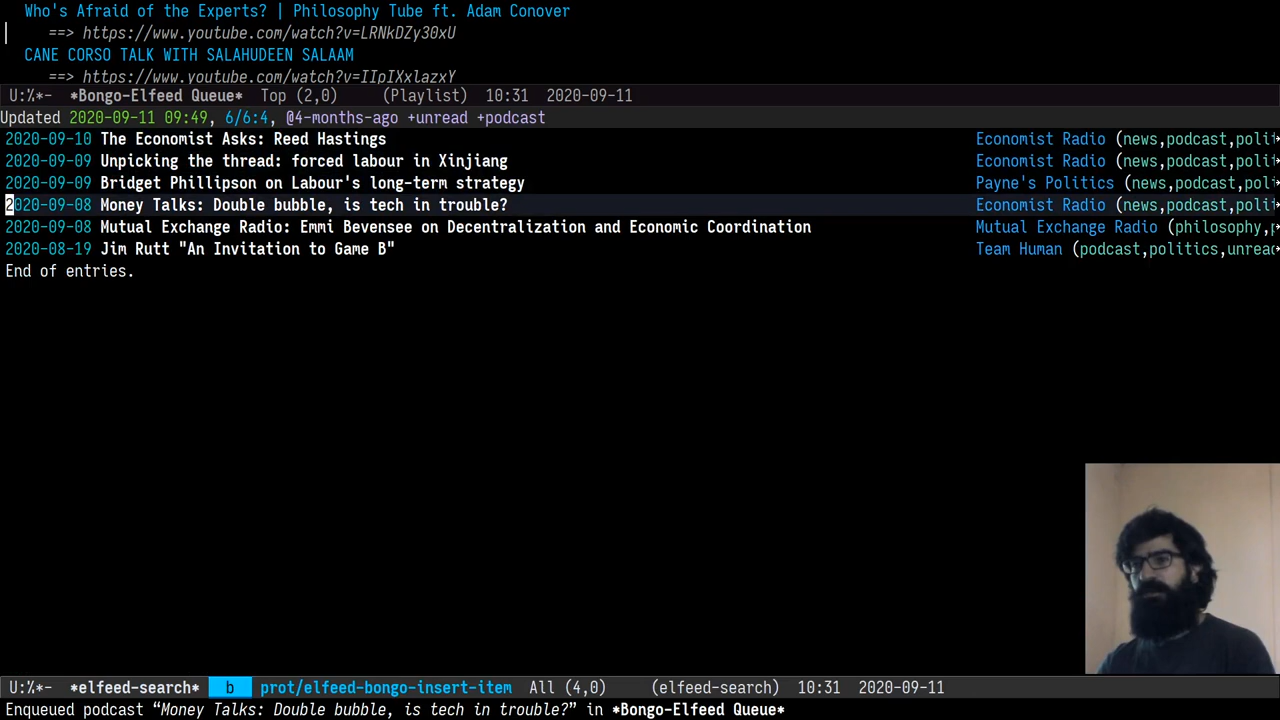 Who's Afraid of the Experts? | Philosophy Tube ft. Adam Conover
==> https://www.youtube.com/watch?v=LRNkDZy30xU
CANE CORSO TALK WITH SALAHUDEEN SALAAM
==> https://www.youtube.com/watch?v=IIpIXxlazxY
U:%*- *Bongo-Elfeed Queue* Top (2,0) (Playlist) 10:31 2020-09-11
Updated 2020-09-11 09:49, 6/6:4, @4-months-ago +unread +podcast
2020-09-10 The Economist Asks: Reed Hastings Economist Radio (news,podcast,polit
2020-09-09 Unpicking the thread: forced labour in Xinjiang Economist Radio (news,podcast,polit
2020-09-09 Bridget Phillipson on Labour's long-term strategy Payne's Politics (news,podcast,pol
2020-09-08 Money Talks: Double bubble, is tech in trouble? Economist Radio (news,podcast,polit
2020-09-08 Mutual Exchange Radio: Emmi Bevensee on Decentralization and Economic Coordination Mutual Exchange Radio (philosophy,p
2020-08-19 Jim Rutt "An Invitation to Game B" Team Human (podcast,politics,unread
End of entries.
U:%*- *elfeed-search* b prot/elfeed-bongo-insert-item All (4,0) (elfeed-search) 10:31 2020-09-11
Enqueued podcast “Money Talks: Double bubble, is tech in trouble?” in *Bongo-Elfeed Queue*